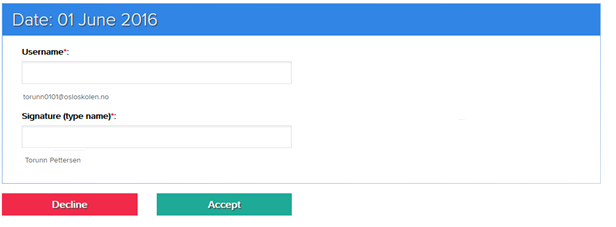 Date: 01 June 2016
Username*:
torunn0101@osloskolen.no
Signature (type name)*:
Torunn Pettersen
Decline
Accept